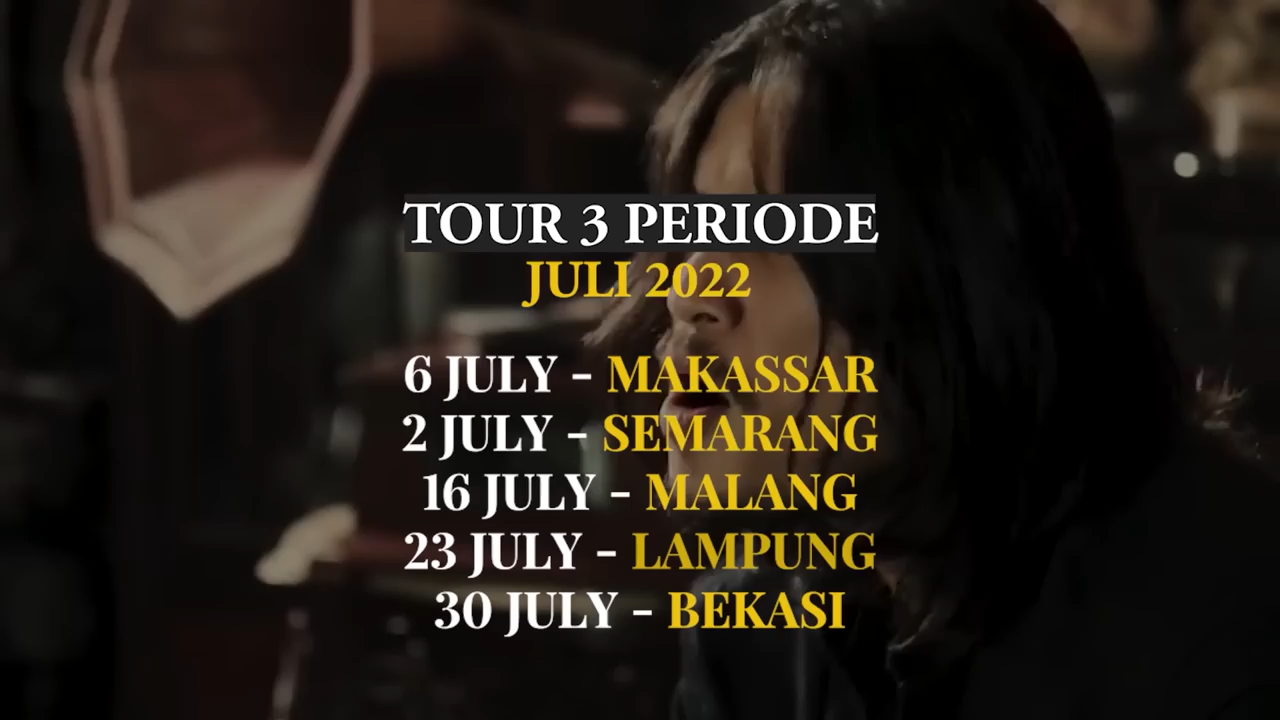 TOUR 3 PERIODE
JULI 2022
6 JULY - MAKASSAR
2 JULY - SEMARANG
16 JULY - MALANG
23 JULY - LAMPUNG
30 JULY - BEKASI